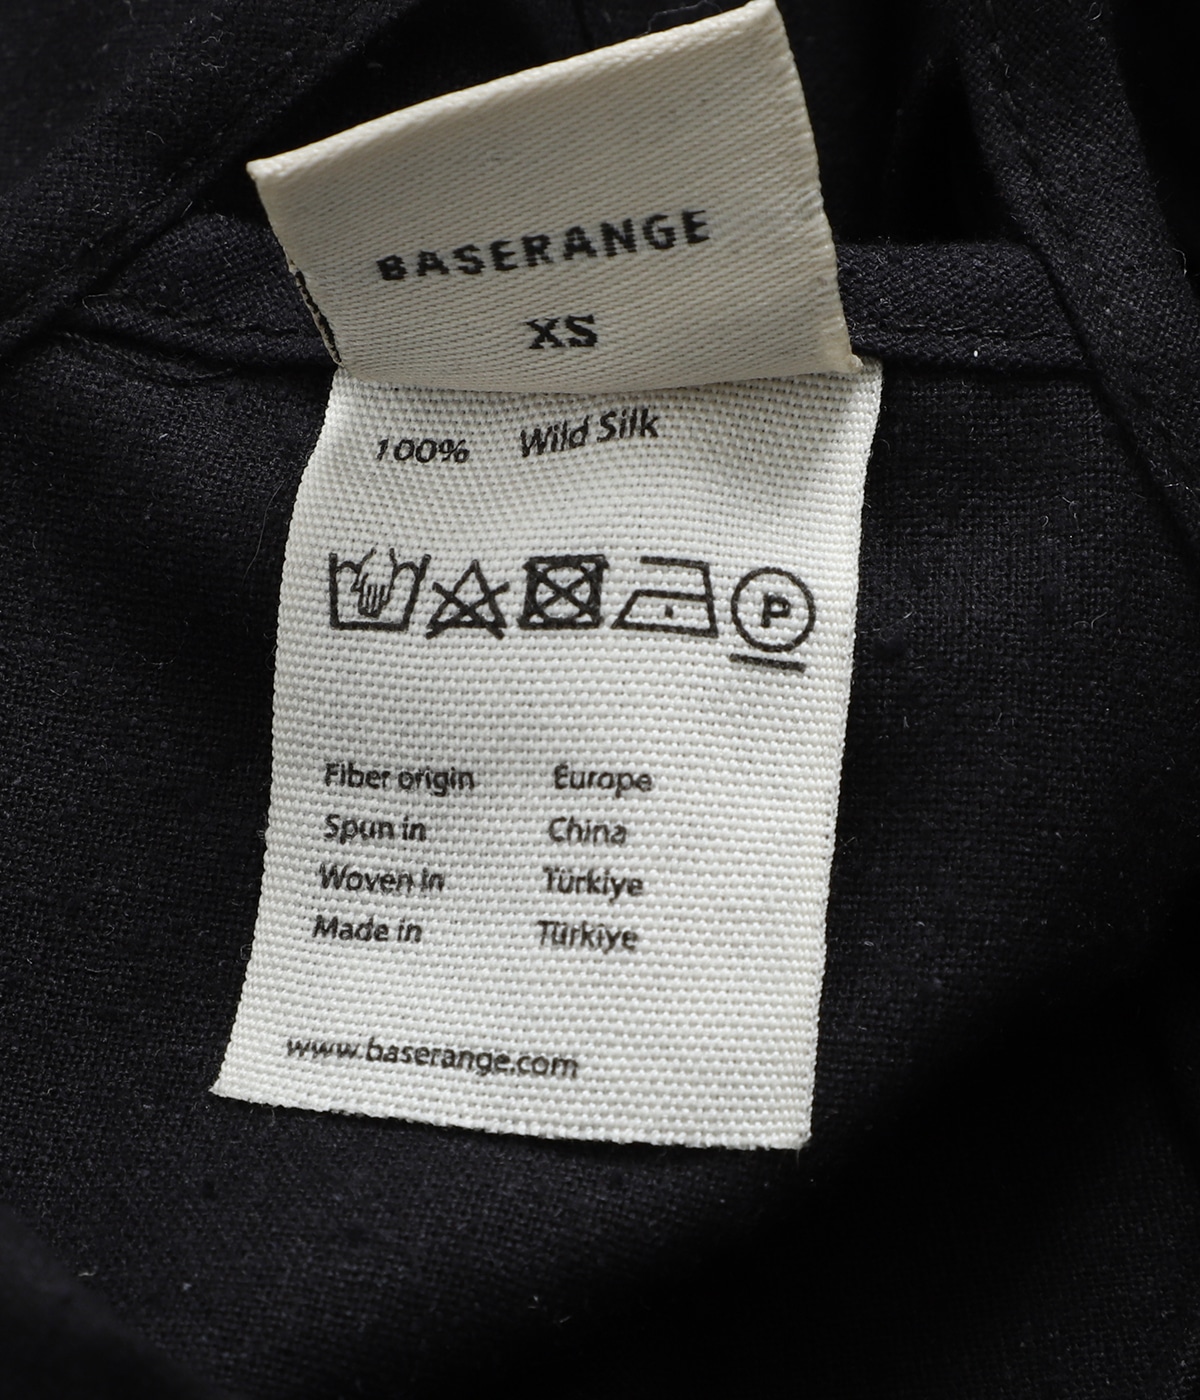 BASERANGE
XS
100% Wild Silk
P
Fiber origin Europe
Spun in China
Woven in Türkiye
Made in Türkiye
www.baserange.com